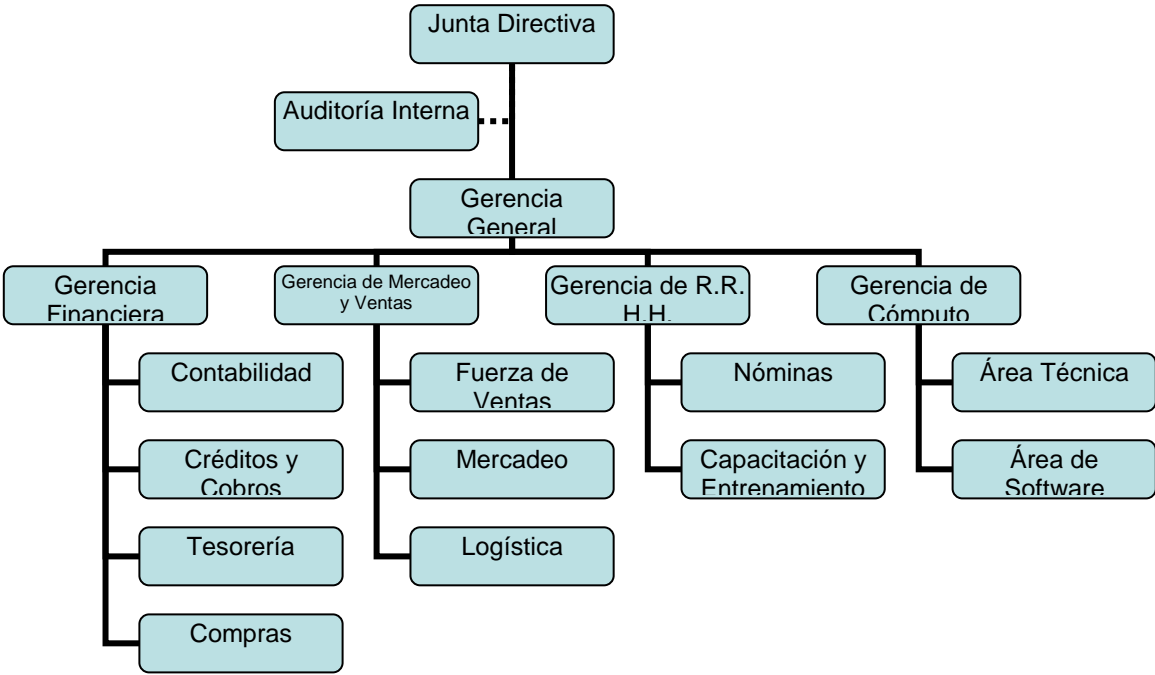 Junta Directiva
Auditoría Interna
Gerencia
General
Gerencia
Financiera
Gerencia de Mercadeo
y Ventas
Gerencia de R.R.
H.H.
Gerencia de
Cómputo
Contabilidad
Fuerza de
Ventas
Nóminas
Área Técnica
Créditos y
Cobros
Mercadeo
Capacitación y
Entrenamiento
Área de
Software
Tesorería
Logística
Compras